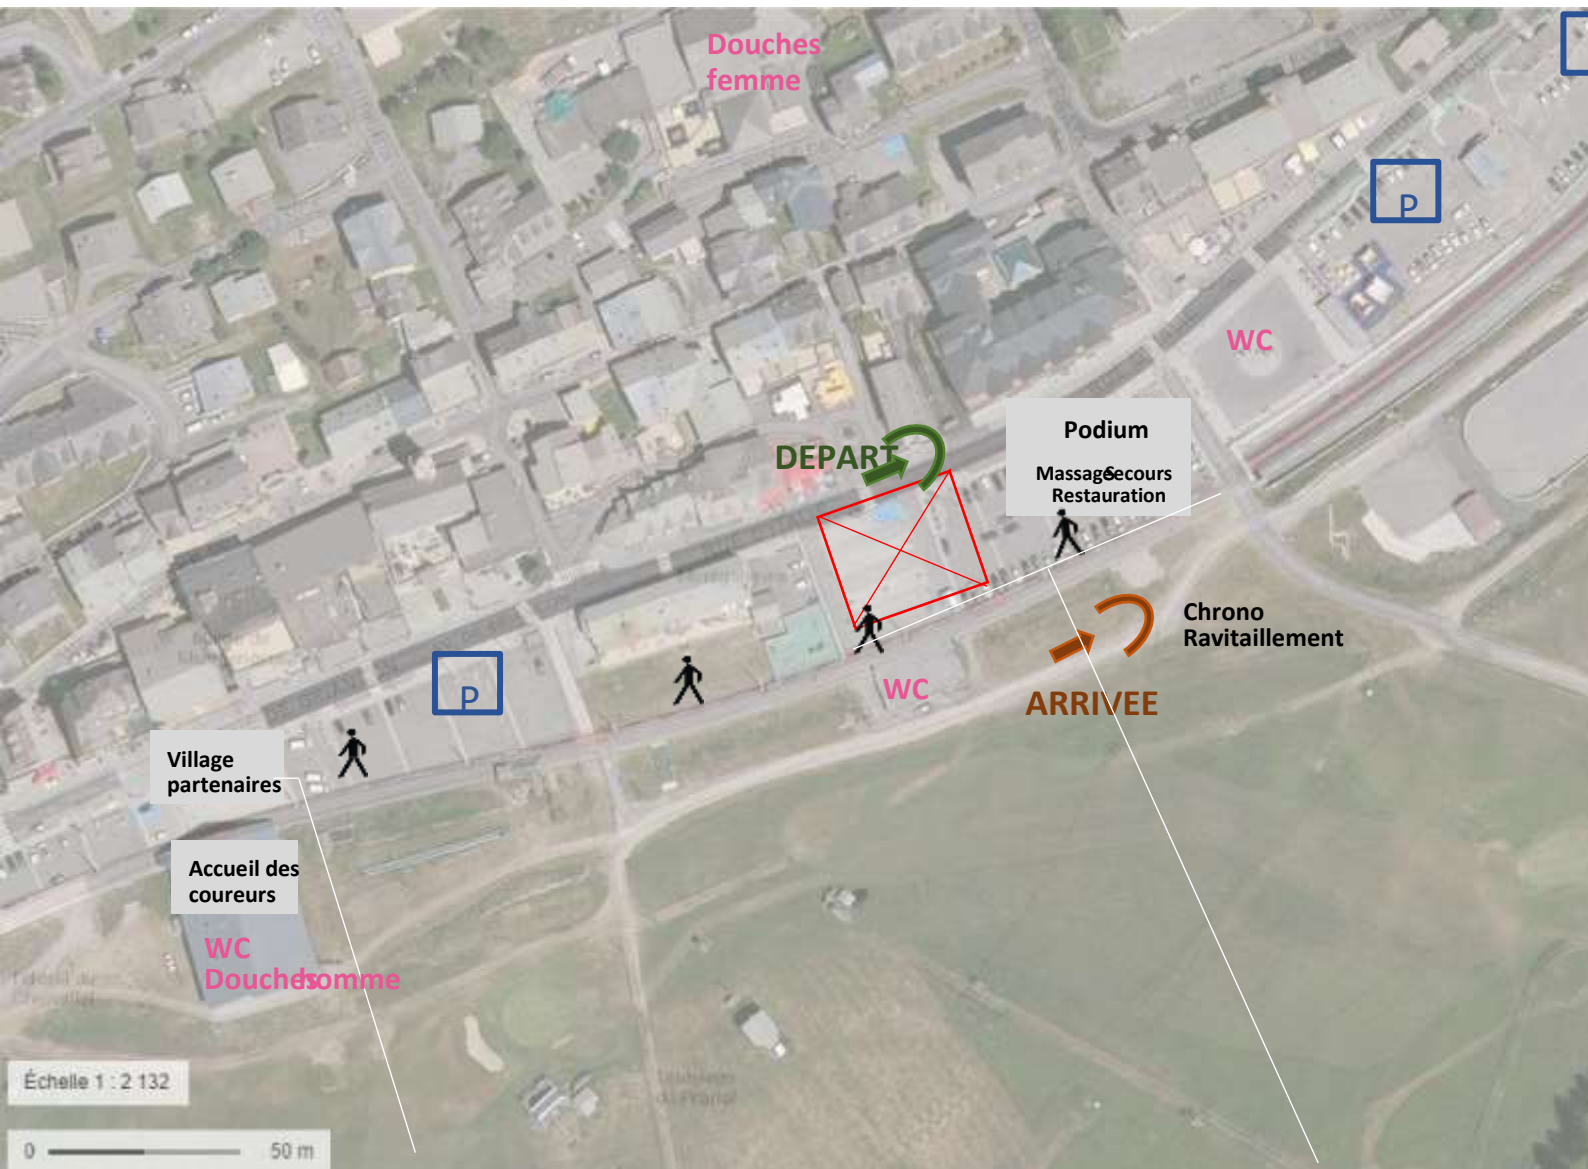 Douches
femme
P
WC
Podium
DEPART
Massage Secours
Restauration
Chrono
Ravitaillement
P
WC
ARRIVEE
Village
partenaires
Accueil des
coureurs
WC
Douches homme
Échelle 1 : 2 132
0 50 m